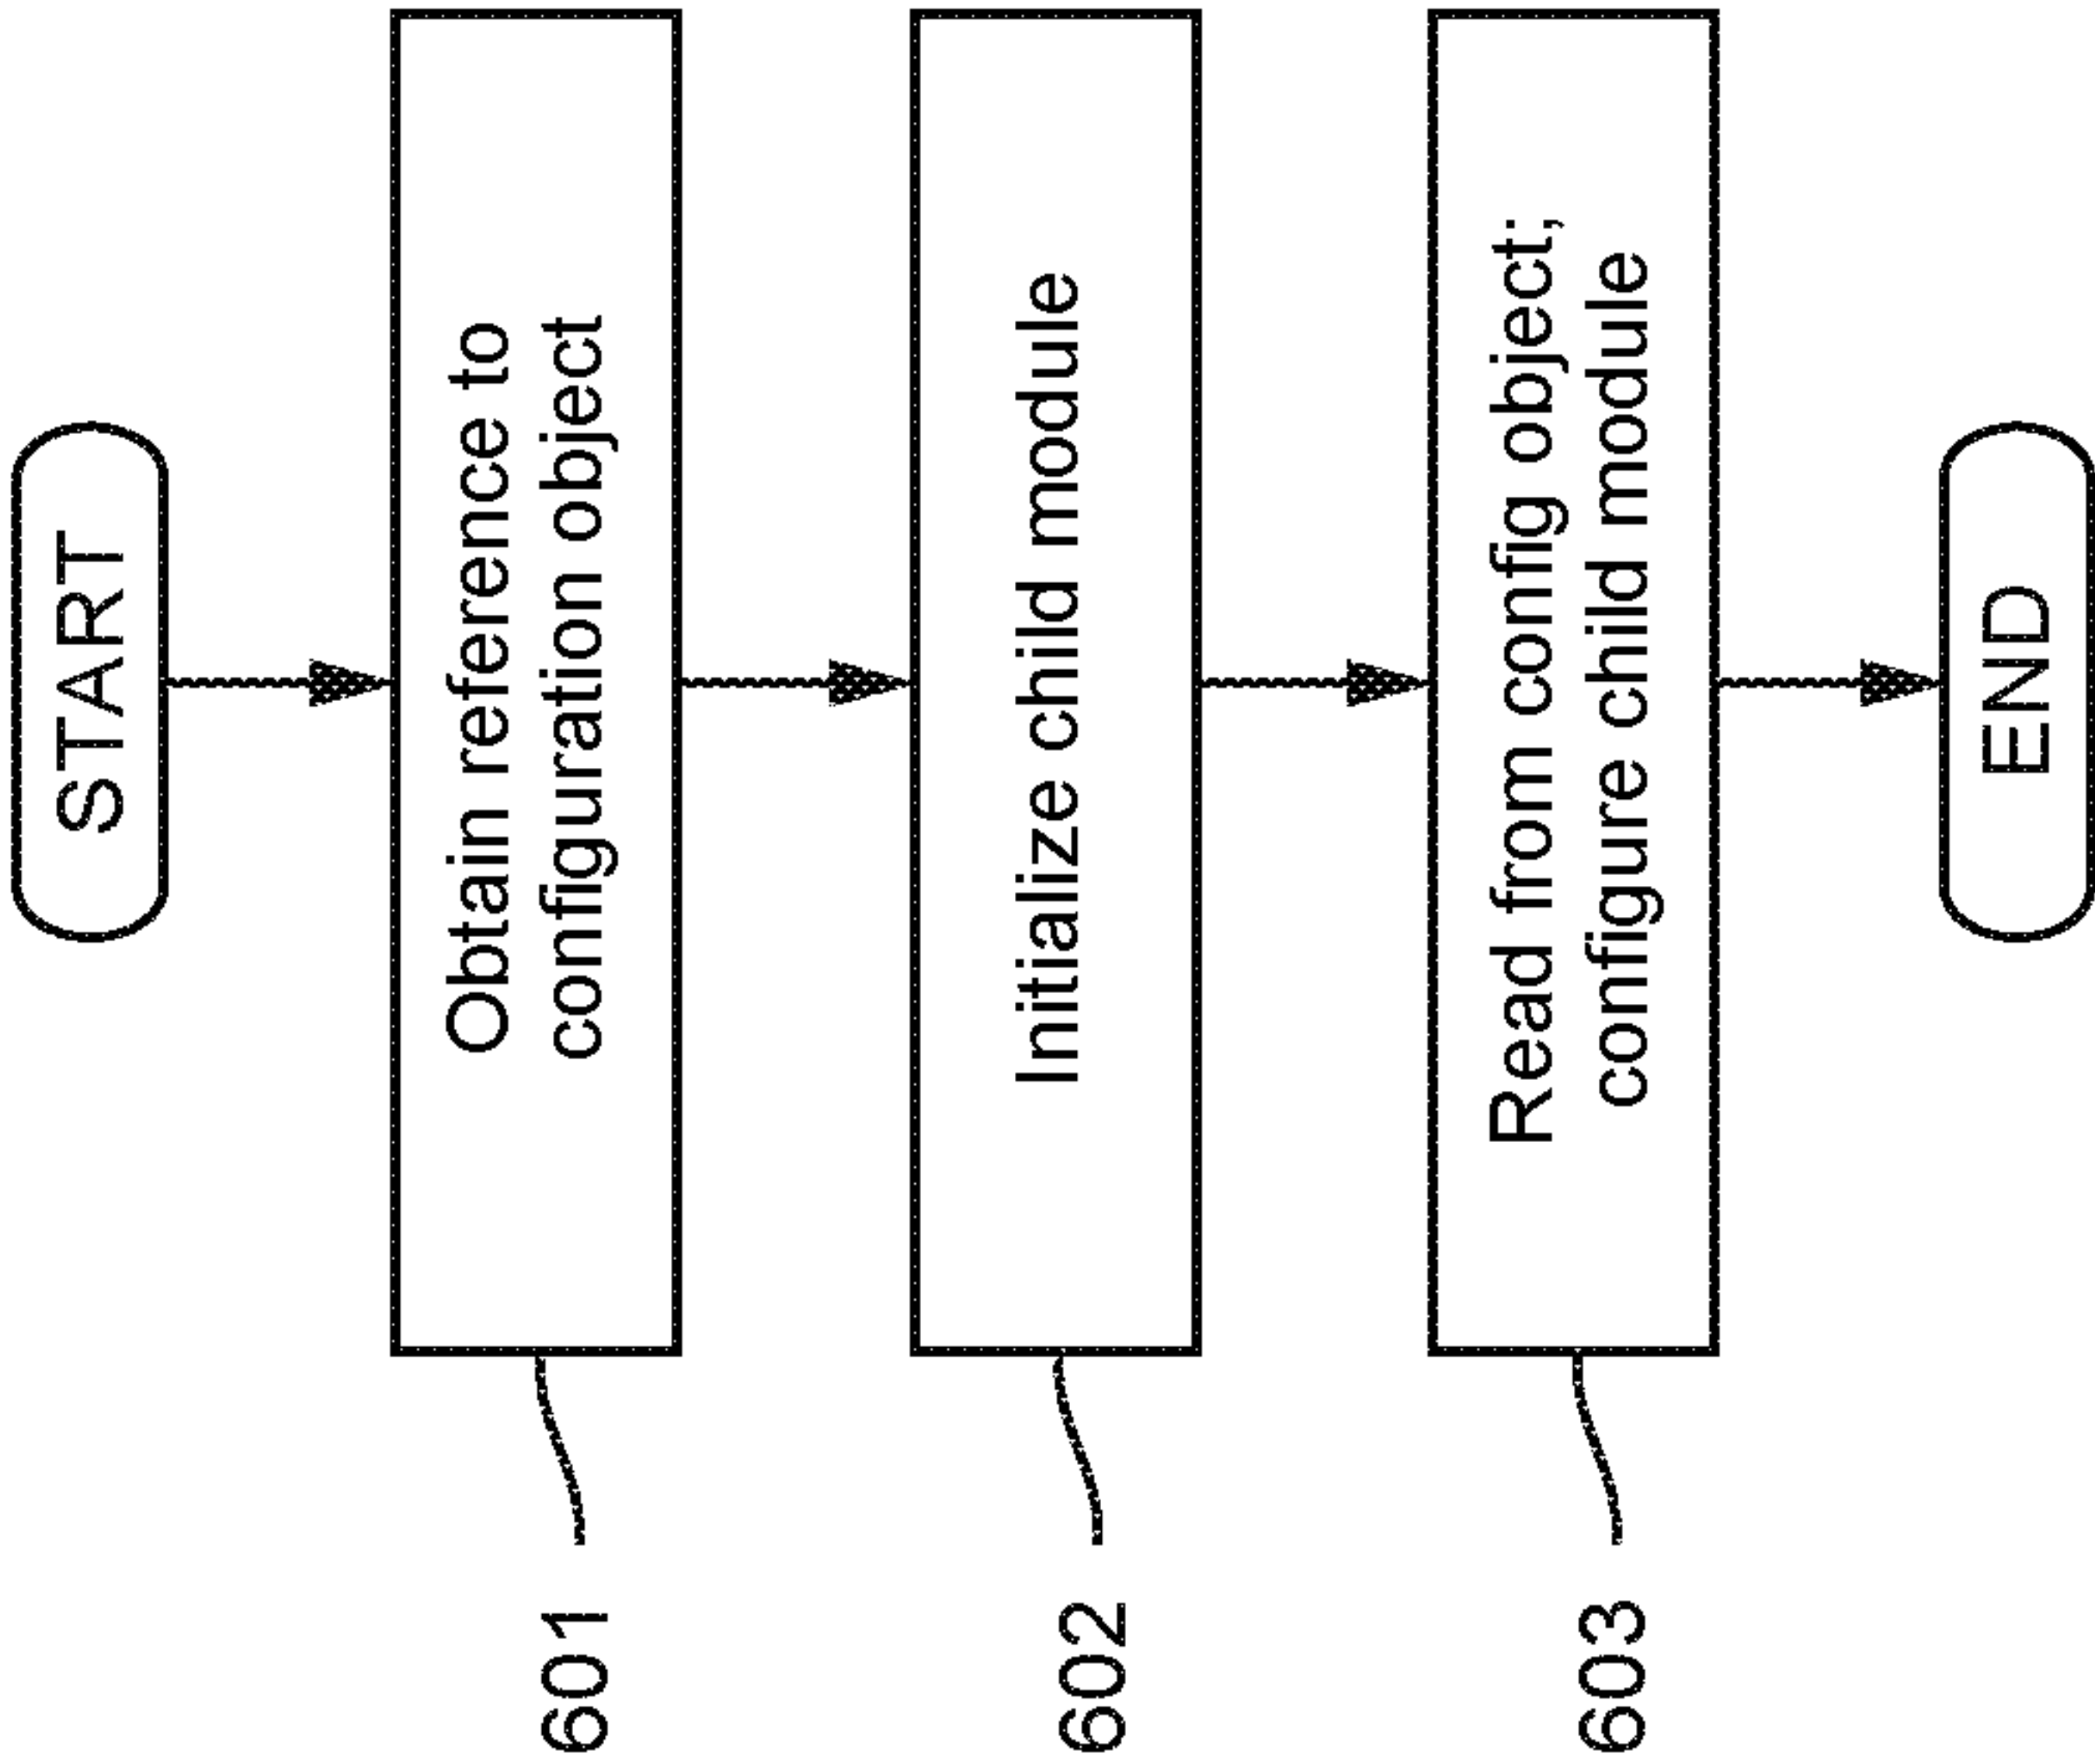 START
601
Obtain reference to
configuration object
602
Initialize child module
603
Read from config object;
configure child module
END